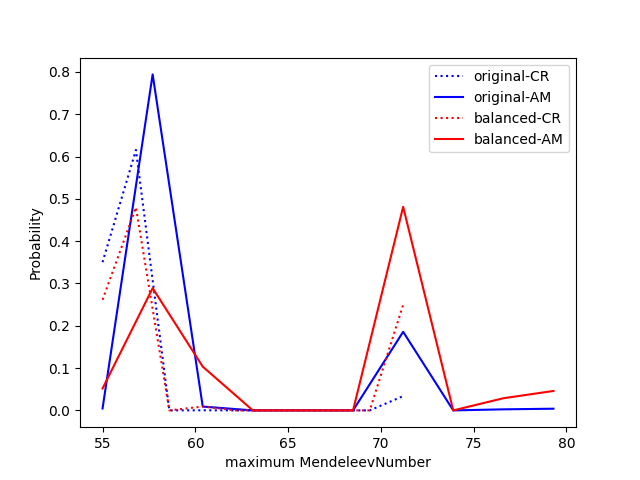 original-CR
original-AM
balanced-CR
balanced-AM
Probability
0.8
0.7
0.6
0.5
0.4
0.3
0.2
0.1
0.0
55 60 65 70 75 80
maximum MendeleevNumber